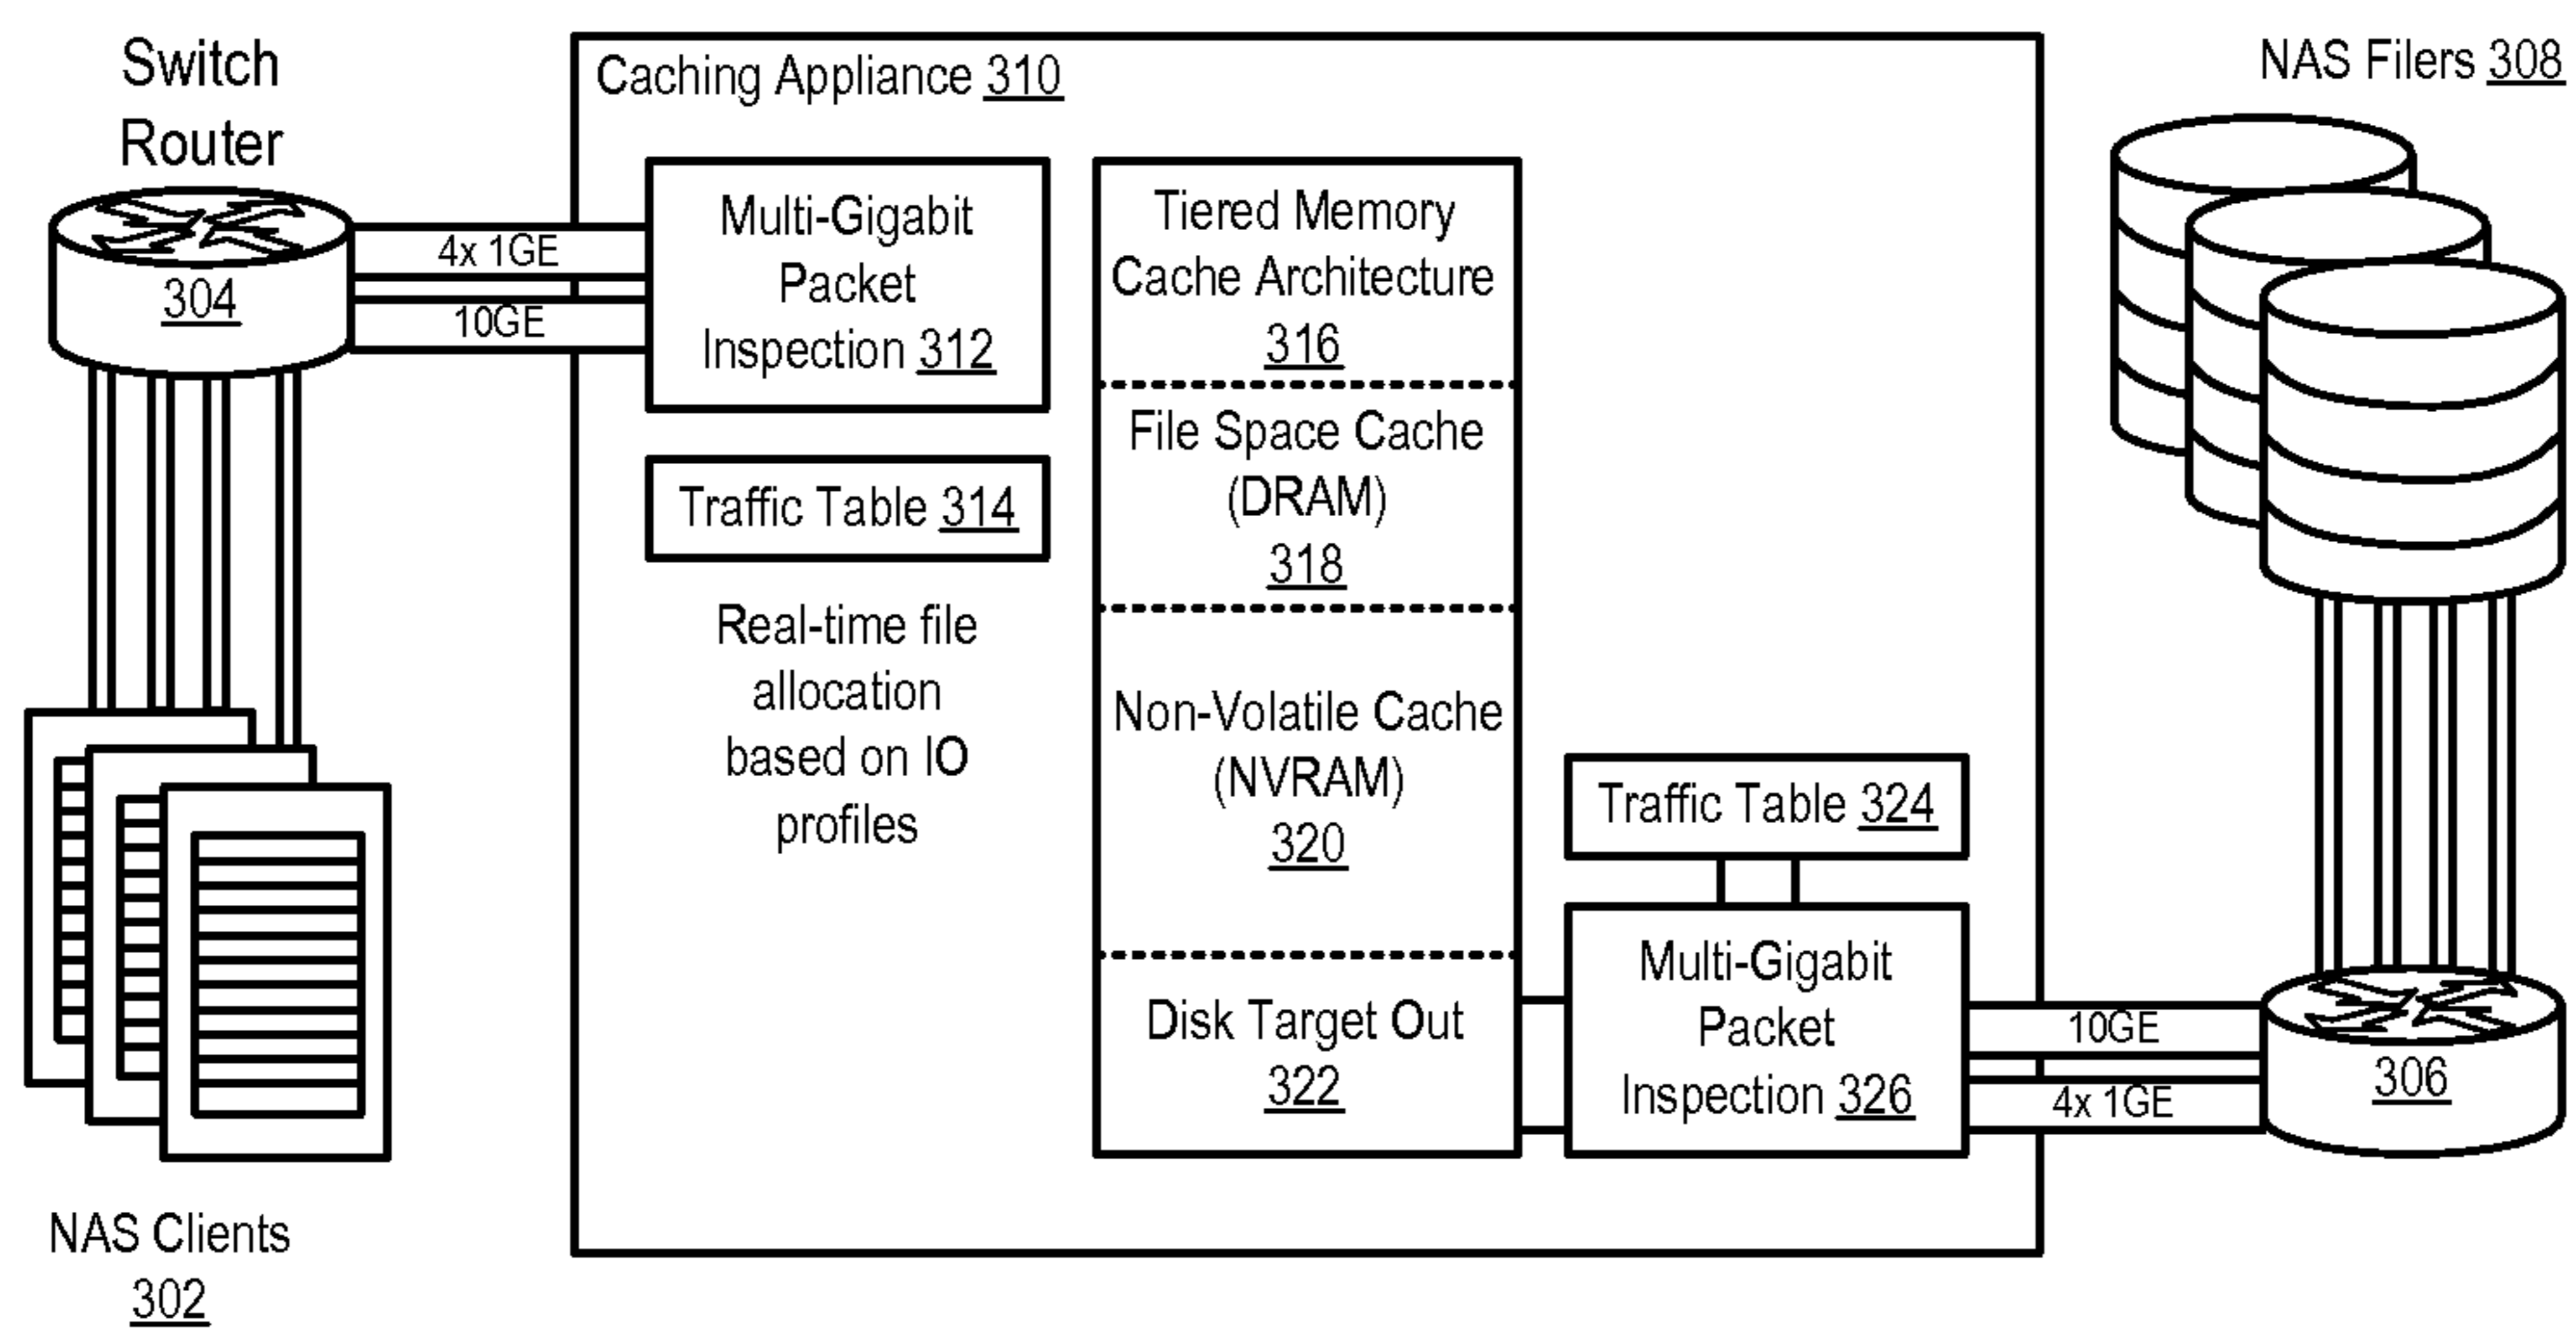 Switch
Router
304
4x 1GE
10GE
NAS Clients
302
Caching Appliance 310
Multi-Gigabit
Packet
Inspection 312
Traffic Table 314
Real-time file
allocation
based on IO
profiles
Tiered Memory
Cache Architecture
316
File Space Cache
(DRAM)
318
Non-Volatile Cache
(NVRAM)
320
Disk Target Out
322
Traffic Table 324
Multi-Gigabit
Packet
Inspection 326
10GE
4x 1GE
NAS Filers 308
306